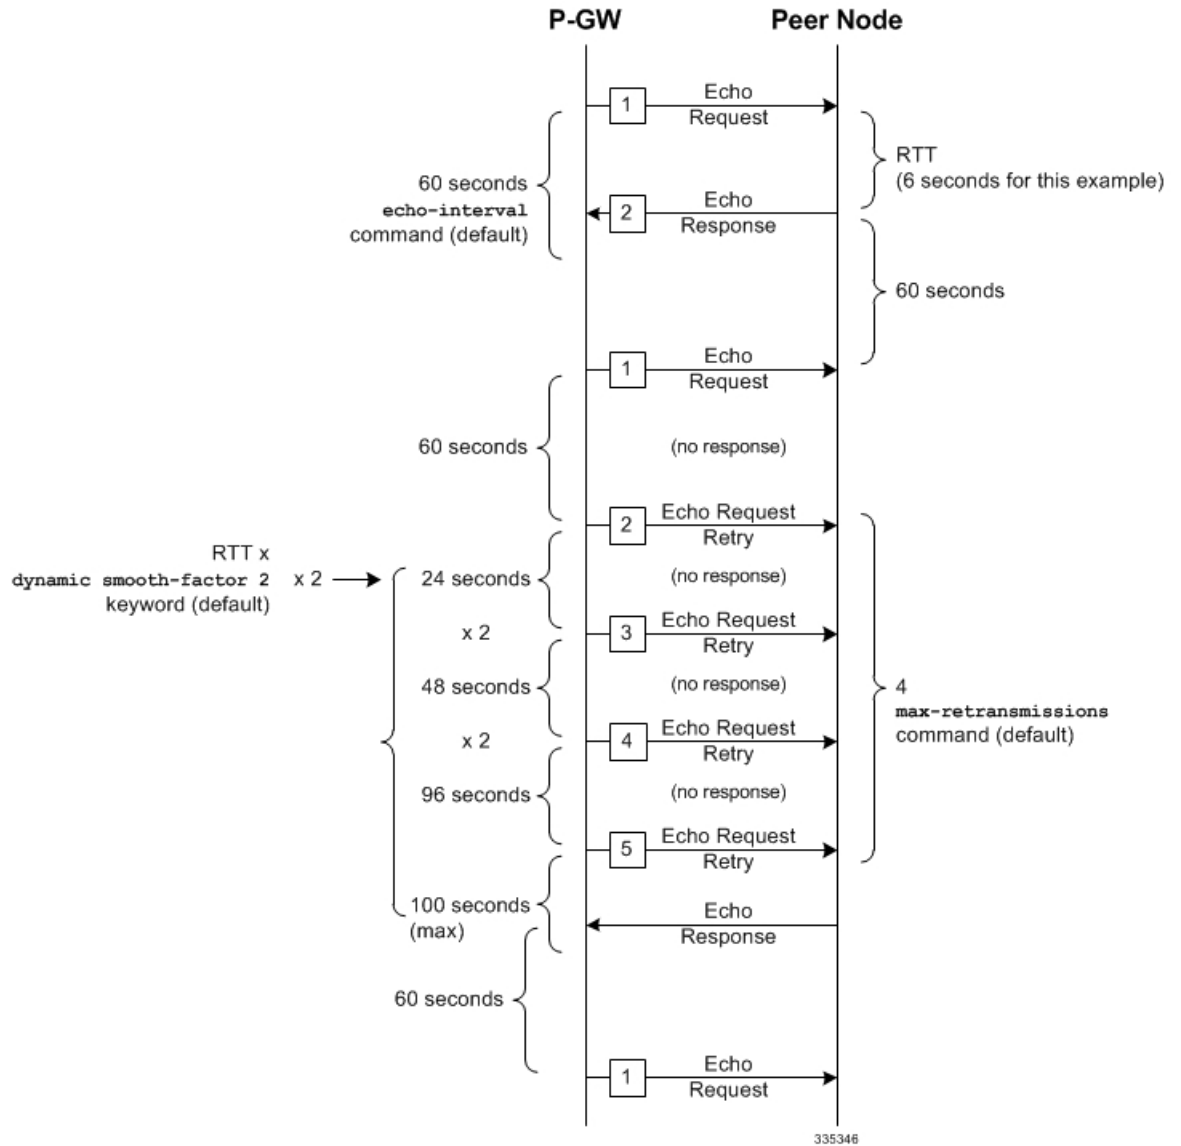 P-GW
Peer Node
1
Echo
Request
RTT
(6 seconds for this example)
60 seconds
echo-interval
command (default)
2
Echo
Response
60 seconds
1
Echo
Request
60 seconds
(no response)
2
Echo Request
Retry
RTT x
dynamic smooth-factor 2
keyword (default)
x 2
24 seconds
(no response)
x 2
3
Echo Request
Retry
48 seconds
(no response)
4
max-retransmissions
command (default)
x 2
4
Echo Request
Retry
96 seconds
(no response)
5
Echo Request
Retry
100 seconds
(max)
Echo
Response
60 seconds
1
Echo
Request
335346